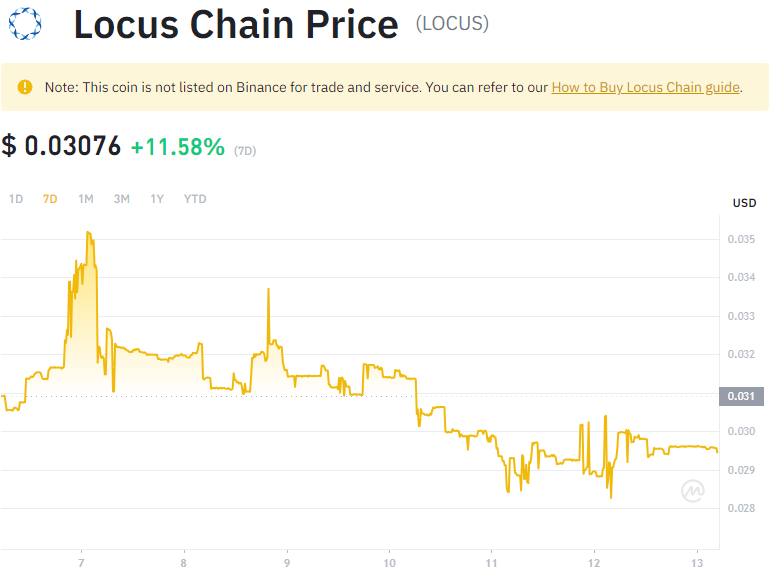 Locus Chain Price (LOCUS)
Note: This coin is not listed on Binance for trade and service. You can refer to our How to Buy Locus Chain guide.
$ 0.03076 +11.58% (7D)
1D 7D 1M 3M 1Y YTD
USD
0.035
0.034
0.033
0.032
0.031
0.030
0.029
0.028
7 8 9 10 11 12 13